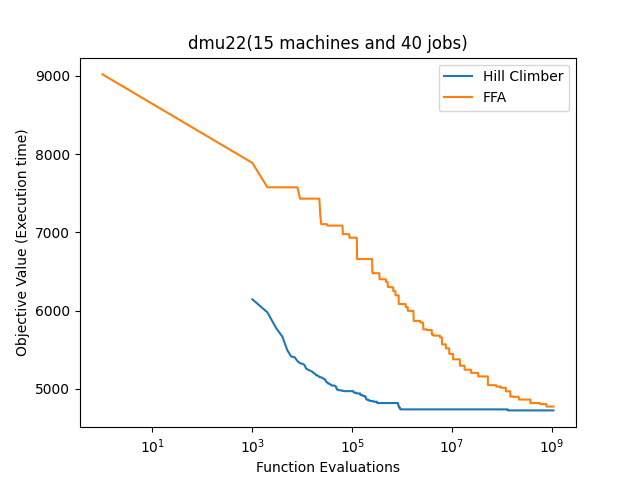 dmu22(15 machines and 40 jobs)
Hill Climber
FFA
Objective Value (Execution time)
9000
8000
7000
6000
5000
10¹
10³
10⁵
10⁷
10⁹
Function Evaluations